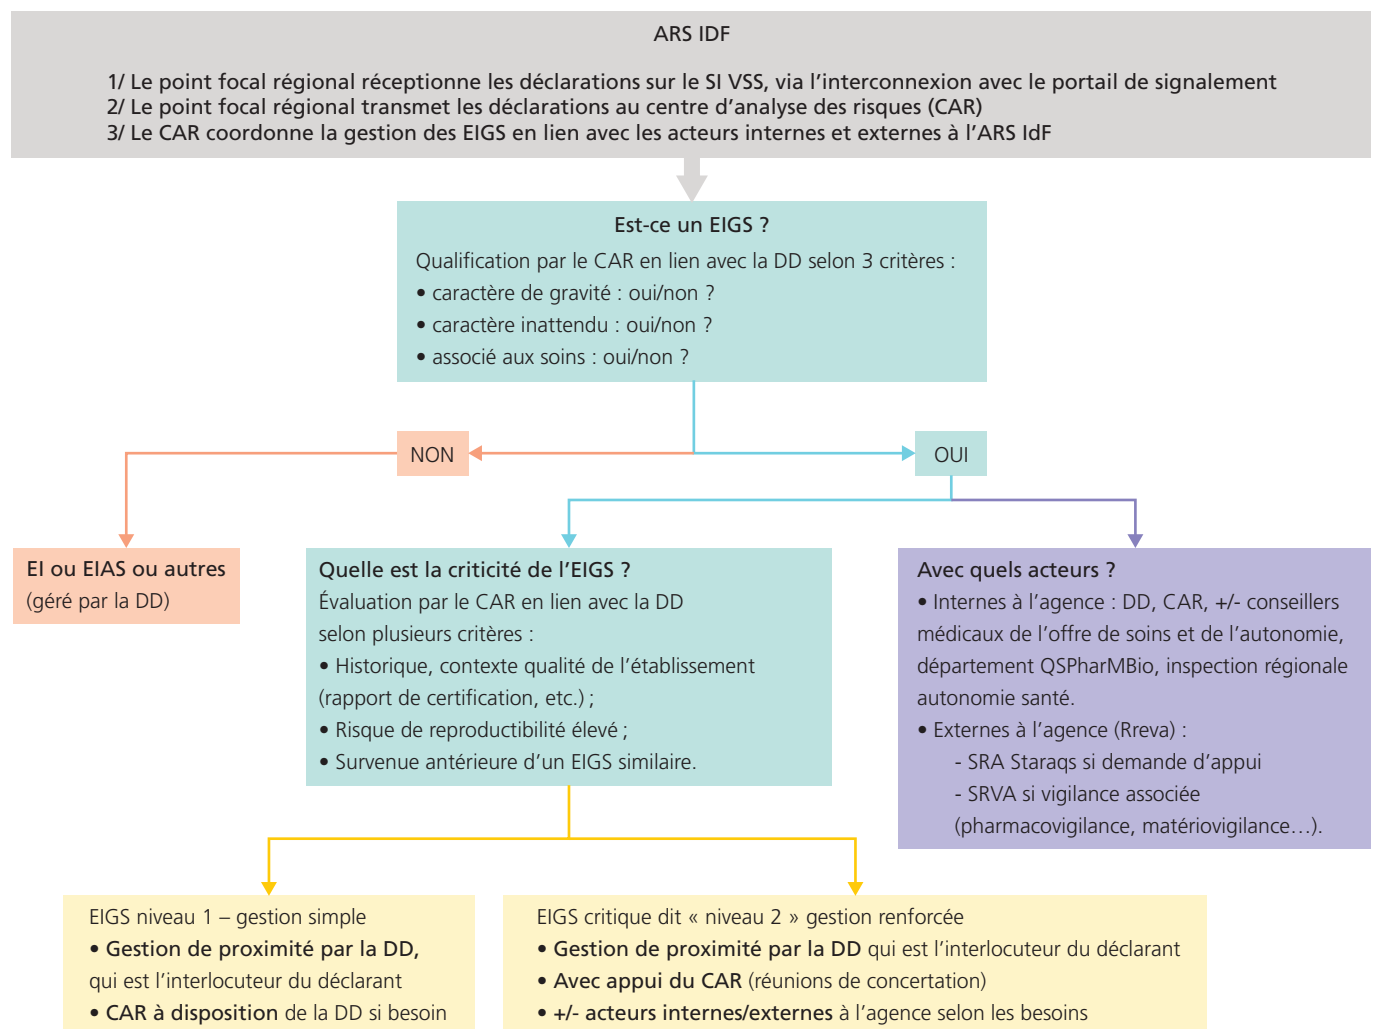 ARS IDF
1/ Le point focal régional réceptionne les déclarations sur le SI VSS, via l’interconnexion avec le portail de signalement
2/ Le point focal régional transmet les déclarations au centre d’analyse des risques (CAR)
3/ Le CAR coordonne la gestion des EIGS en lien avec les acteurs internes et externes à l’ARS IdF
Est-ce un EIGS ?
Qualification par le CAR en lien avec la DD selon 3 critères :
• caractère de gravité : oui/non ?
• caractère inattendu : oui/non ?
• associé aux soins : oui/non ?
NON
OUI
EI ou EIAS ou autres
(géré par la DD)
Quelle est la criticité de l’EIGS ?
Évaluation par le CAR en lien avec la DD
selon plusieurs critères :
• Historique, contexte qualité de l’établissement
(rapport de certification, etc.) ;
• Risque de reproductibilité élevé ;
• Survenue antérieure d’un EIGS similaire.
Avec quels acteurs ?
• Internes à l’agence : DD, CAR, +/- conseillers
médicaux de l’offre de soins et de l’autonomie,
département QSPharMBio, inspection régionale
autonomie santé.
• Externes à l’agence (Rreva) :
- SRA Staraqs si demande d’appui
- SRVA si vigilance associée
(pharmacovigilance, matériovigilance…).
EIGS niveau 1 – gestion simple
• Gestion de proximité par la DD,
qui est l’interlocuteur du déclarant
• CAR à disposition de la DD si besoin
EIGS critique dit « niveau 2 » gestion renforcée
• Gestion de proximité par la DD qui est l’interlocuteur du déclarant
• Avec appui du CAR (réunions de concertation)
• +/- acteurs internes/externes à l’agence selon les besoins